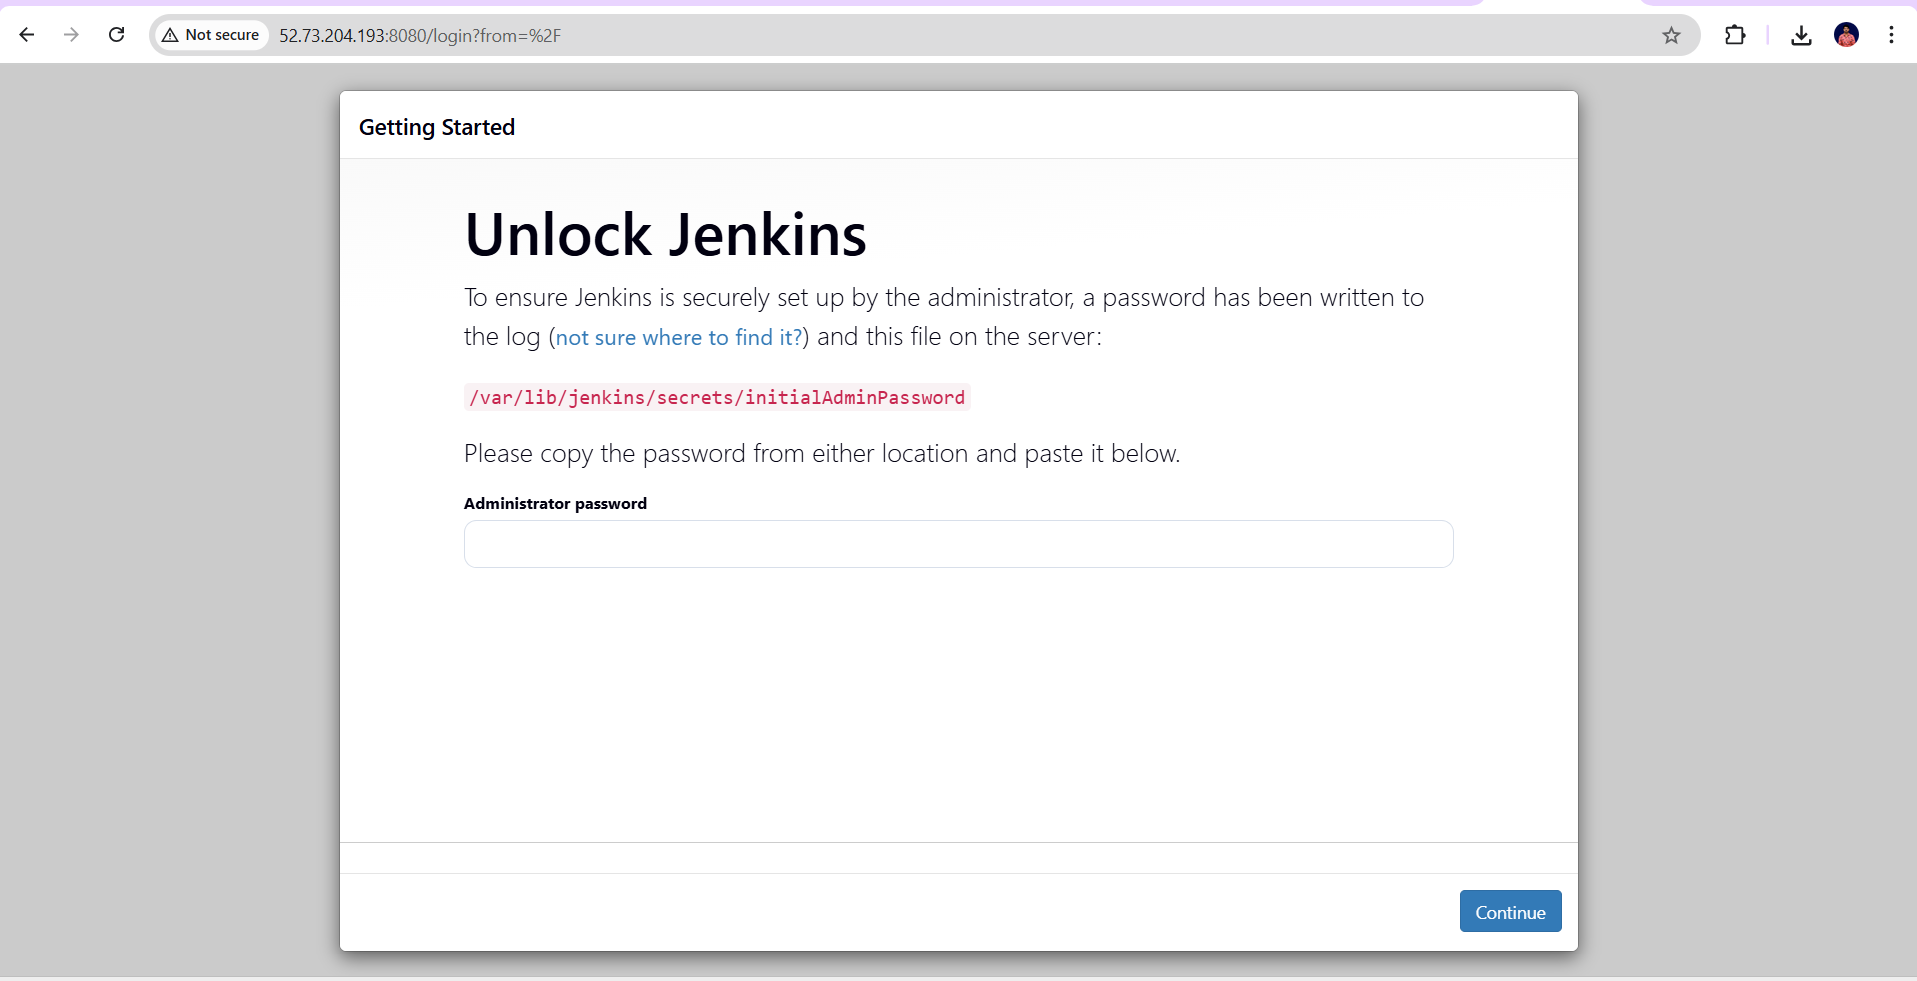 Not secure
52.73.204.193:8080/login?from=%2F
Getting Started
Unlock Jenkins
To ensure Jenkins is securely set up by the administrator, a password has been written to
the log (not sure where to find it?) and this file on the server:
/var/lib/jenkins/secrets/initialAdminPassword
Please copy the password from either location and paste it below.
Administrator password
Continue